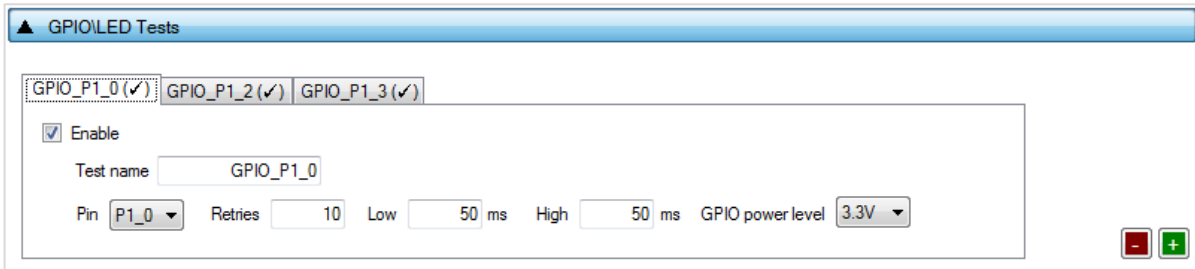 ▲ GPIO\LED Tests
GPIO_P1_0 (✓) GPIO_P1_2 (✓) GPIO_P1_3 (✓)
Enable
Test name GPIO_P1_0
Pin P1_0 Retries 10 Low 50 ms High 50 ms GPIO power level 3.3V
- +